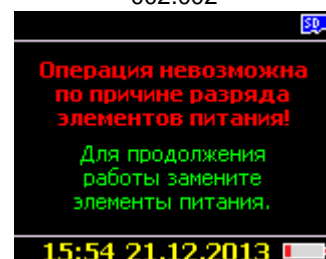 002.002
SD
Операция невозможна
по причине разряда
элементов питания!
Для продолжения
работы замените
элементы питания.
15:54 21.12.2013